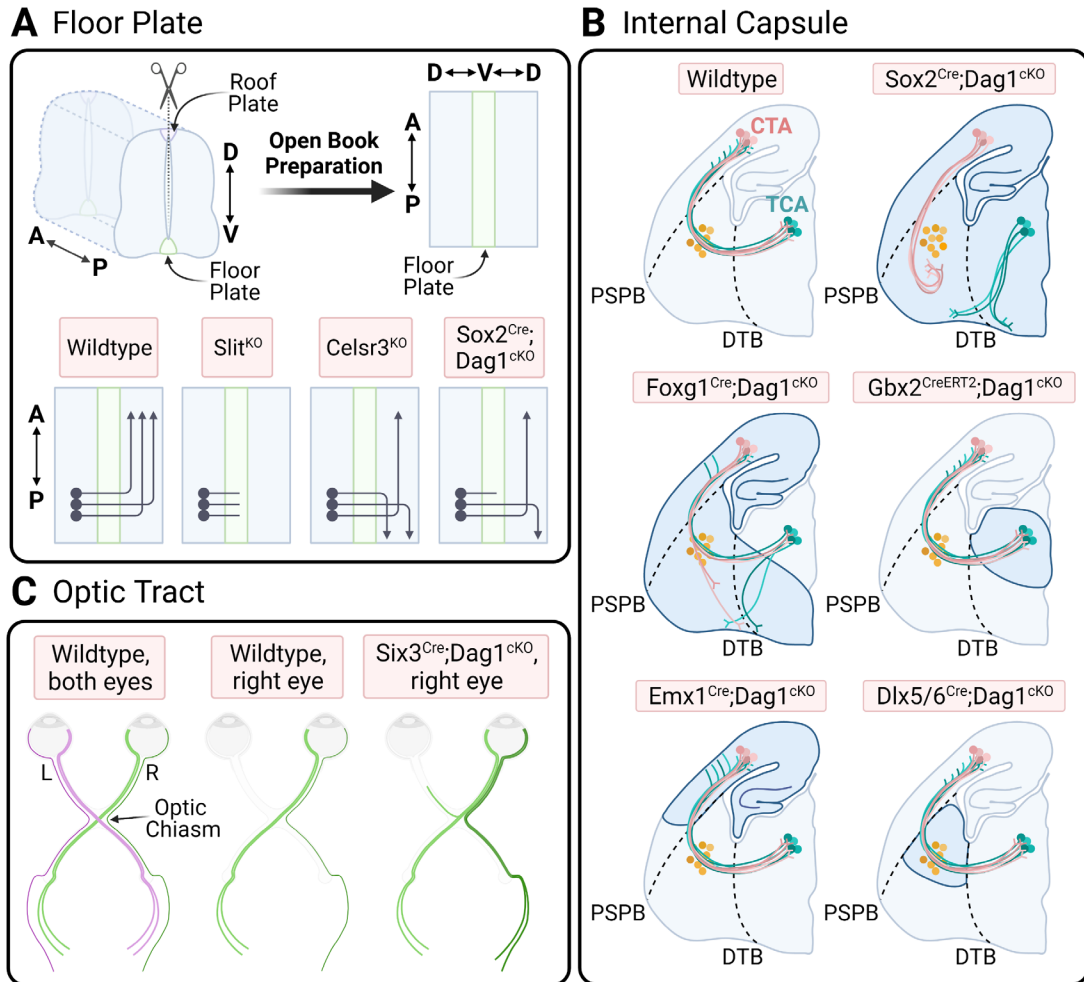 A Floor Plate
Roof
Plate
D
V
A
P
Floor
Plate
Open Book
Preparation
D V D
A
P
Floor
Plate
Wildtype
Slit^KO
Celsr3^KO
Sox2^Cre;
Dag1^cKO
A
P
B Internal Capsule
Wildtype
CTA
TCA
PSPB
DTB
Sox2^Cre;Dag1^cKO
PSPB
DTB
Foxg1^Cre;Dag1^cKO
PSPB
DTB
Gbx2^CreERT2;Dag1^cKO
PSPB
DTB
Emx1^Cre;Dag1^cKO
PSPB
DTB
Dlx5/6^Cre;Dag1^cKO
PSPB
DTB
C Optic Tract
Wildtype,
both eyes
L
R
Optic
Chiasm
Wildtype,
right eye
Six3^Cre;Dag1^cKO,
right eye